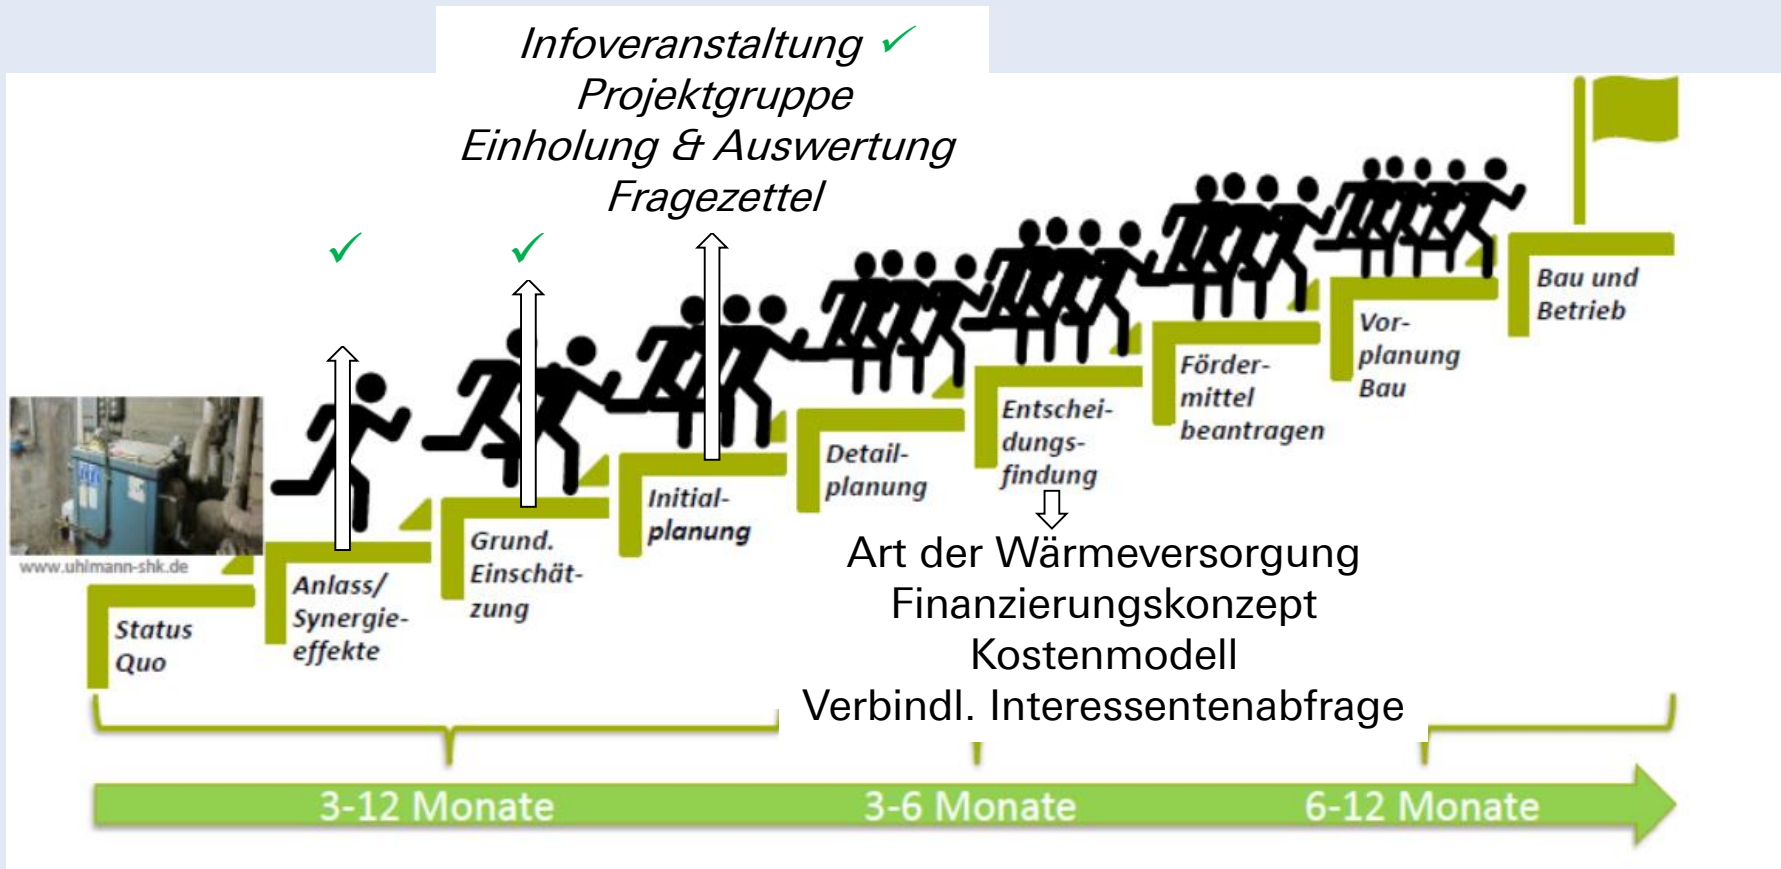 Infoveranstaltung ✓
Projektgruppe
Einholung & Auswertung
Fragezettel
✓
✓
www.uhlmann-shk.de
Status
Quo
Anlass/
Synergie-
effekte
Grund.
Einschät-
zung
Initial-
planung
Detail-
planung
Entschei-
dungs-
findung
Förder-
mittel
beantragen
Vor-
planung
Bau
Bau und
Betrieb
Art der Wärmeversorgung
Finanzierungskonzept
Kostenmodell
Verbindl. Interessentenabfrage
3-12 Monate
3-6 Monate
6-12 Monate